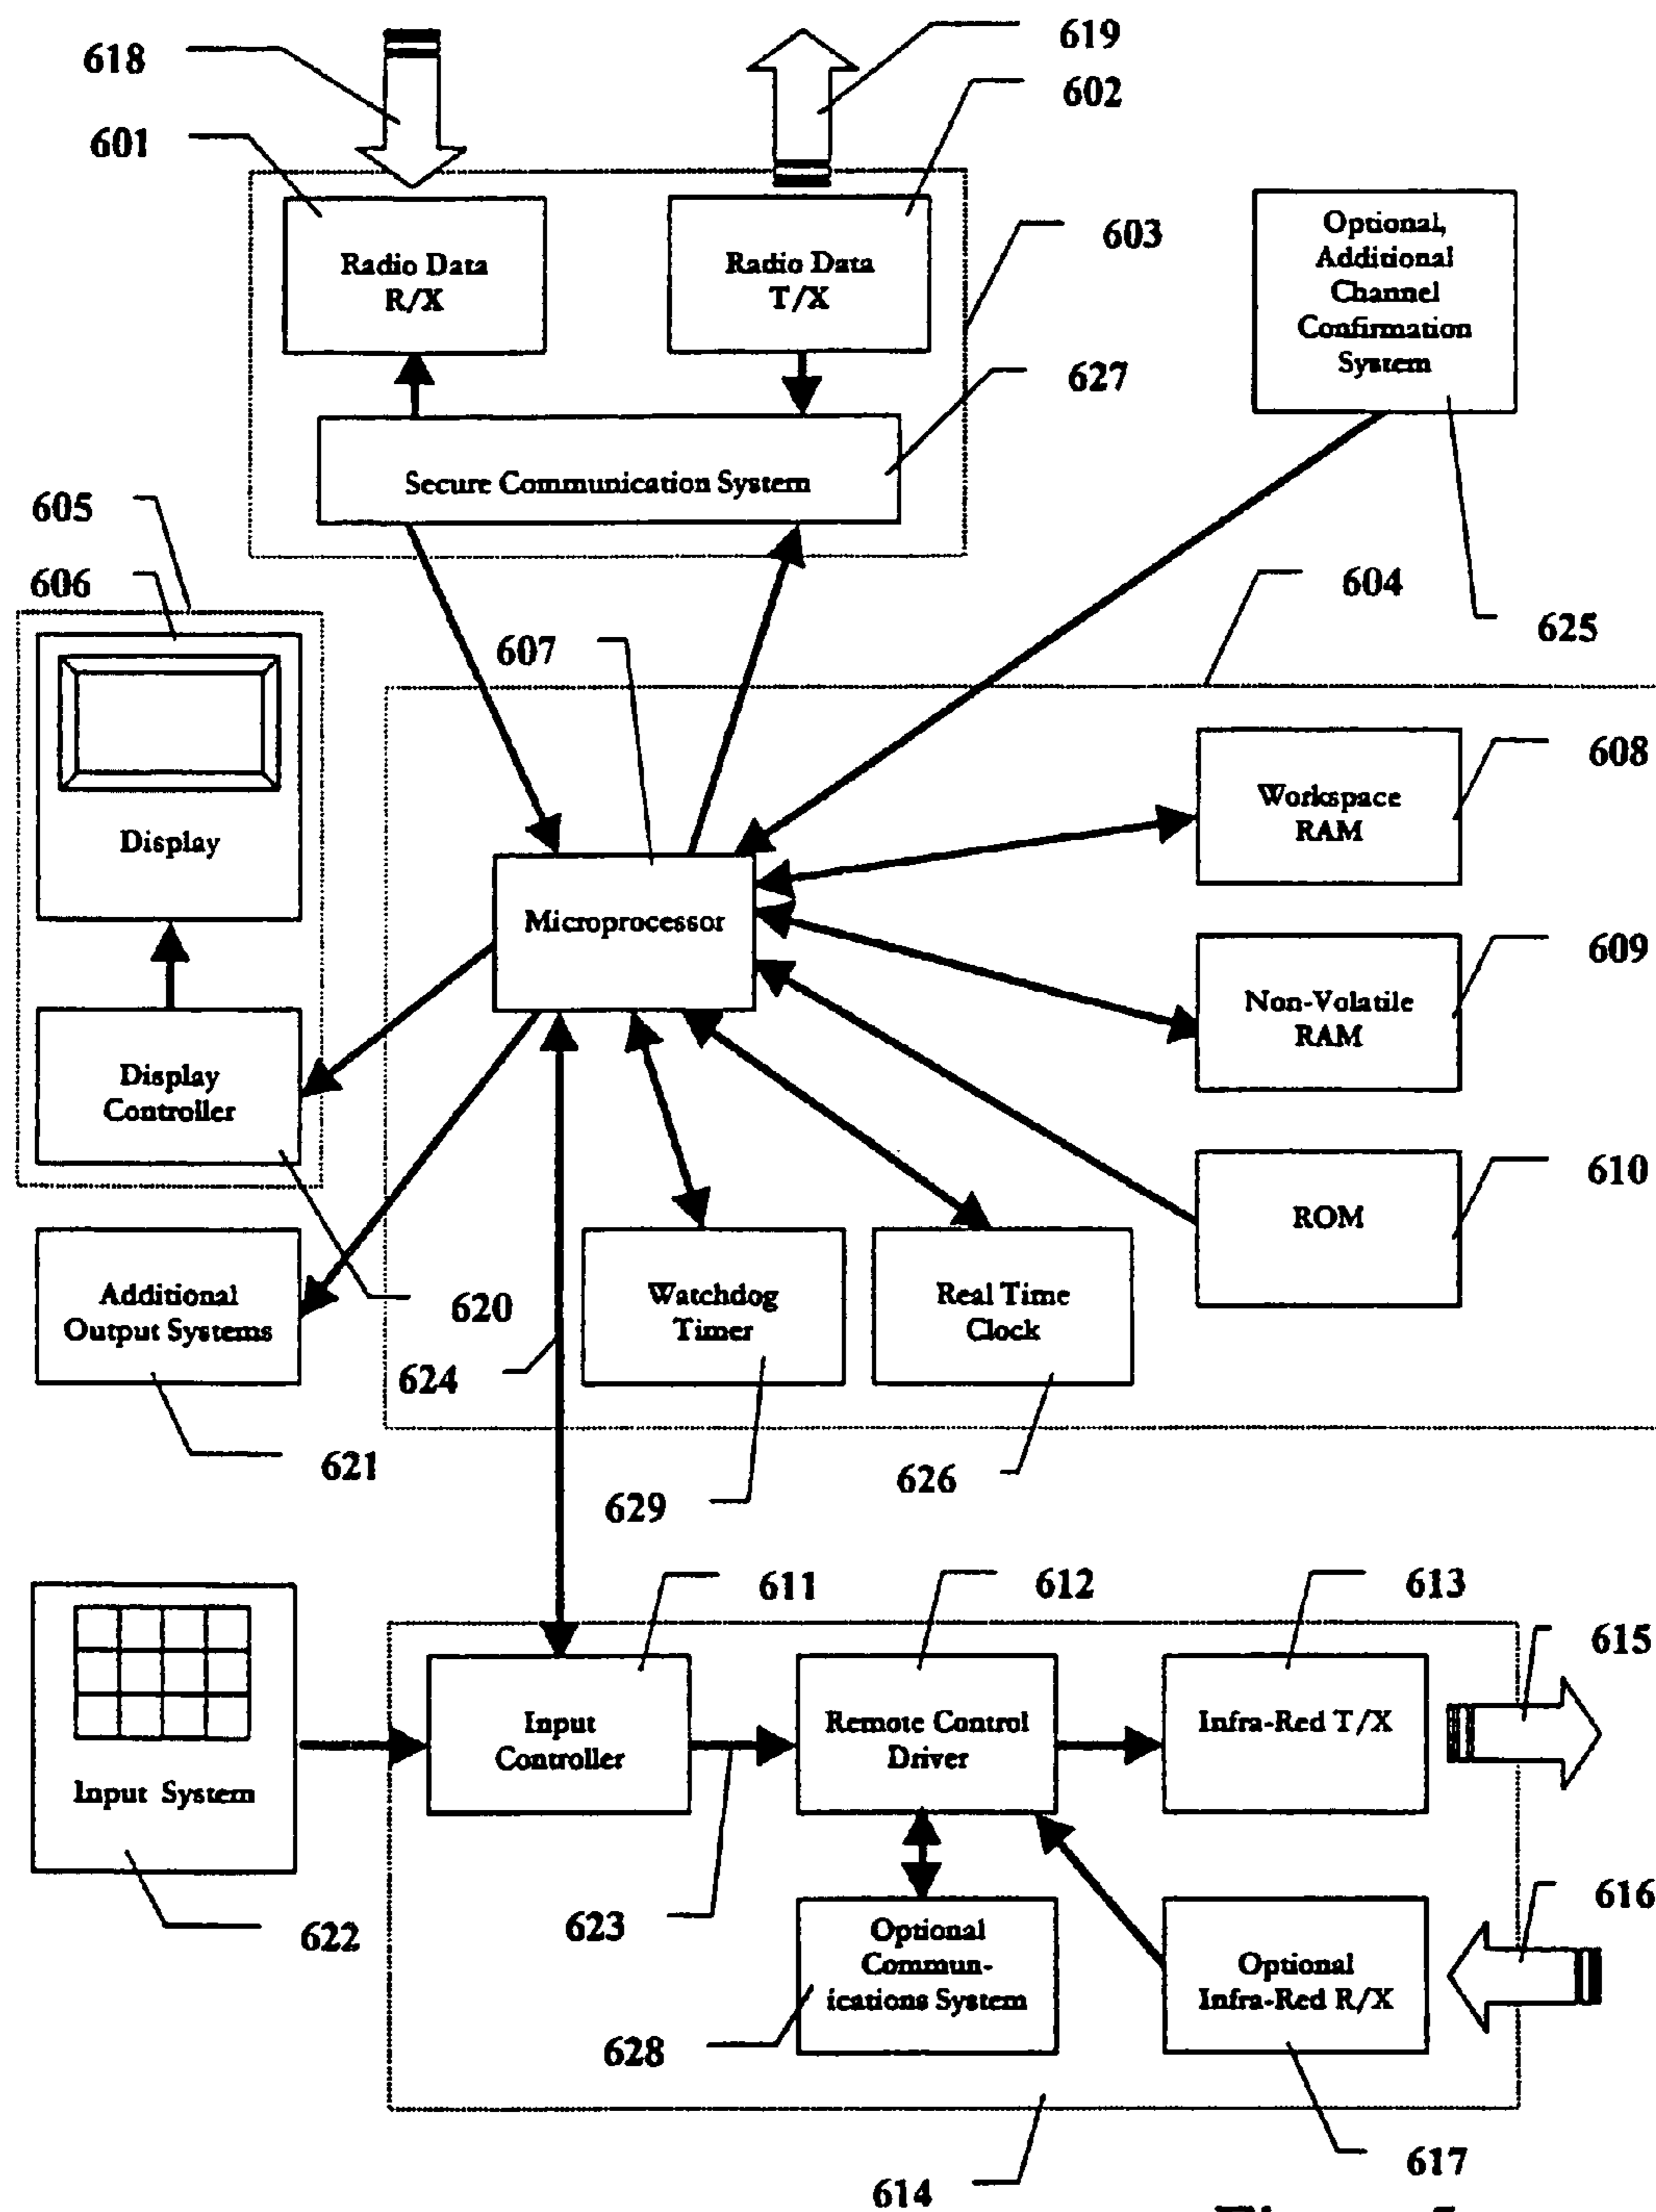 618
619
602
601
603
Radio Data
R/X
Radio Data
T/X
Optional,
Additional
Channel
Confirmation
System
627
Secure Communication System
605
606
604
625
607
608
Workspace
RAM
Display
Microprocessor
609
Non-Volatile
RAM
Display
Controller
610
ROM
Additional
Output Systems
620
Watchdog
Timer
Real Time
Clock
624
621
629
626
611
612
613
615
Input
Controller
Remote Control
Driver
Infra-Red T/X
Input System
616
622
623
Optional
Commun-
ications System
Optional
Infra-Red R/X
628
617
614